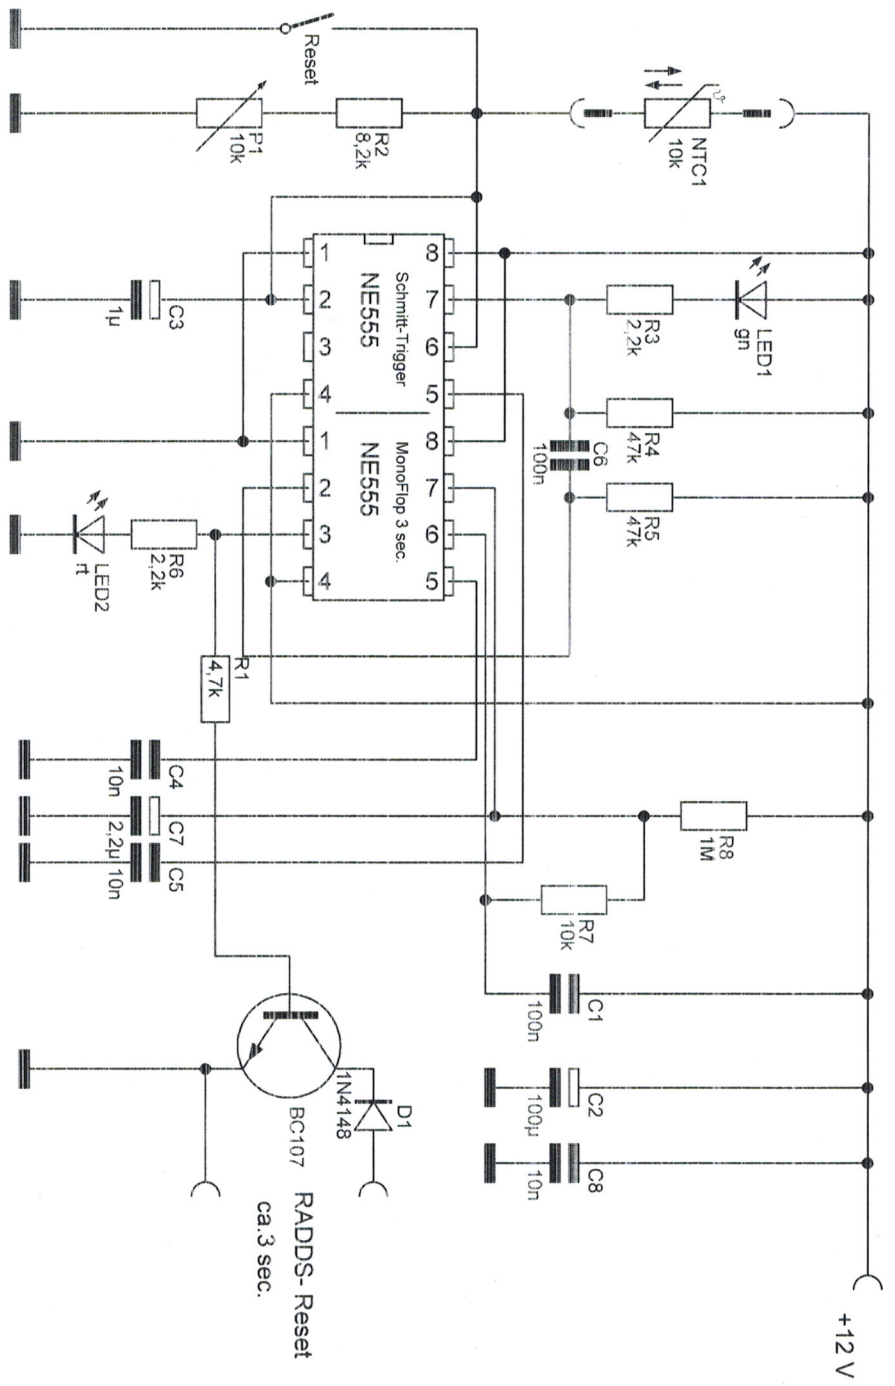 Reset
P1
10k
R2
8,2k
NTC1
10k
ϑ
1
2
3
4
1
2
3
4
8
7
6
5
8
7
6
5
Schmitt-Trigger
NE555
MonoFlop 3 sec.
NE555
C3
1µ
LED1
gn
R3
2,2k
R4
47k
C6
100n
R5
47k
R6
2,2k
LED2
rt
R1
4,7k
C4
10n
C7
2,2µ
C5
10n
R8
1M
R7
10k
C1
100n
C2
100µ
C8
10n
D1
1N4148
BC107
RADDS- Reset
ca.3 sec.
+12 V